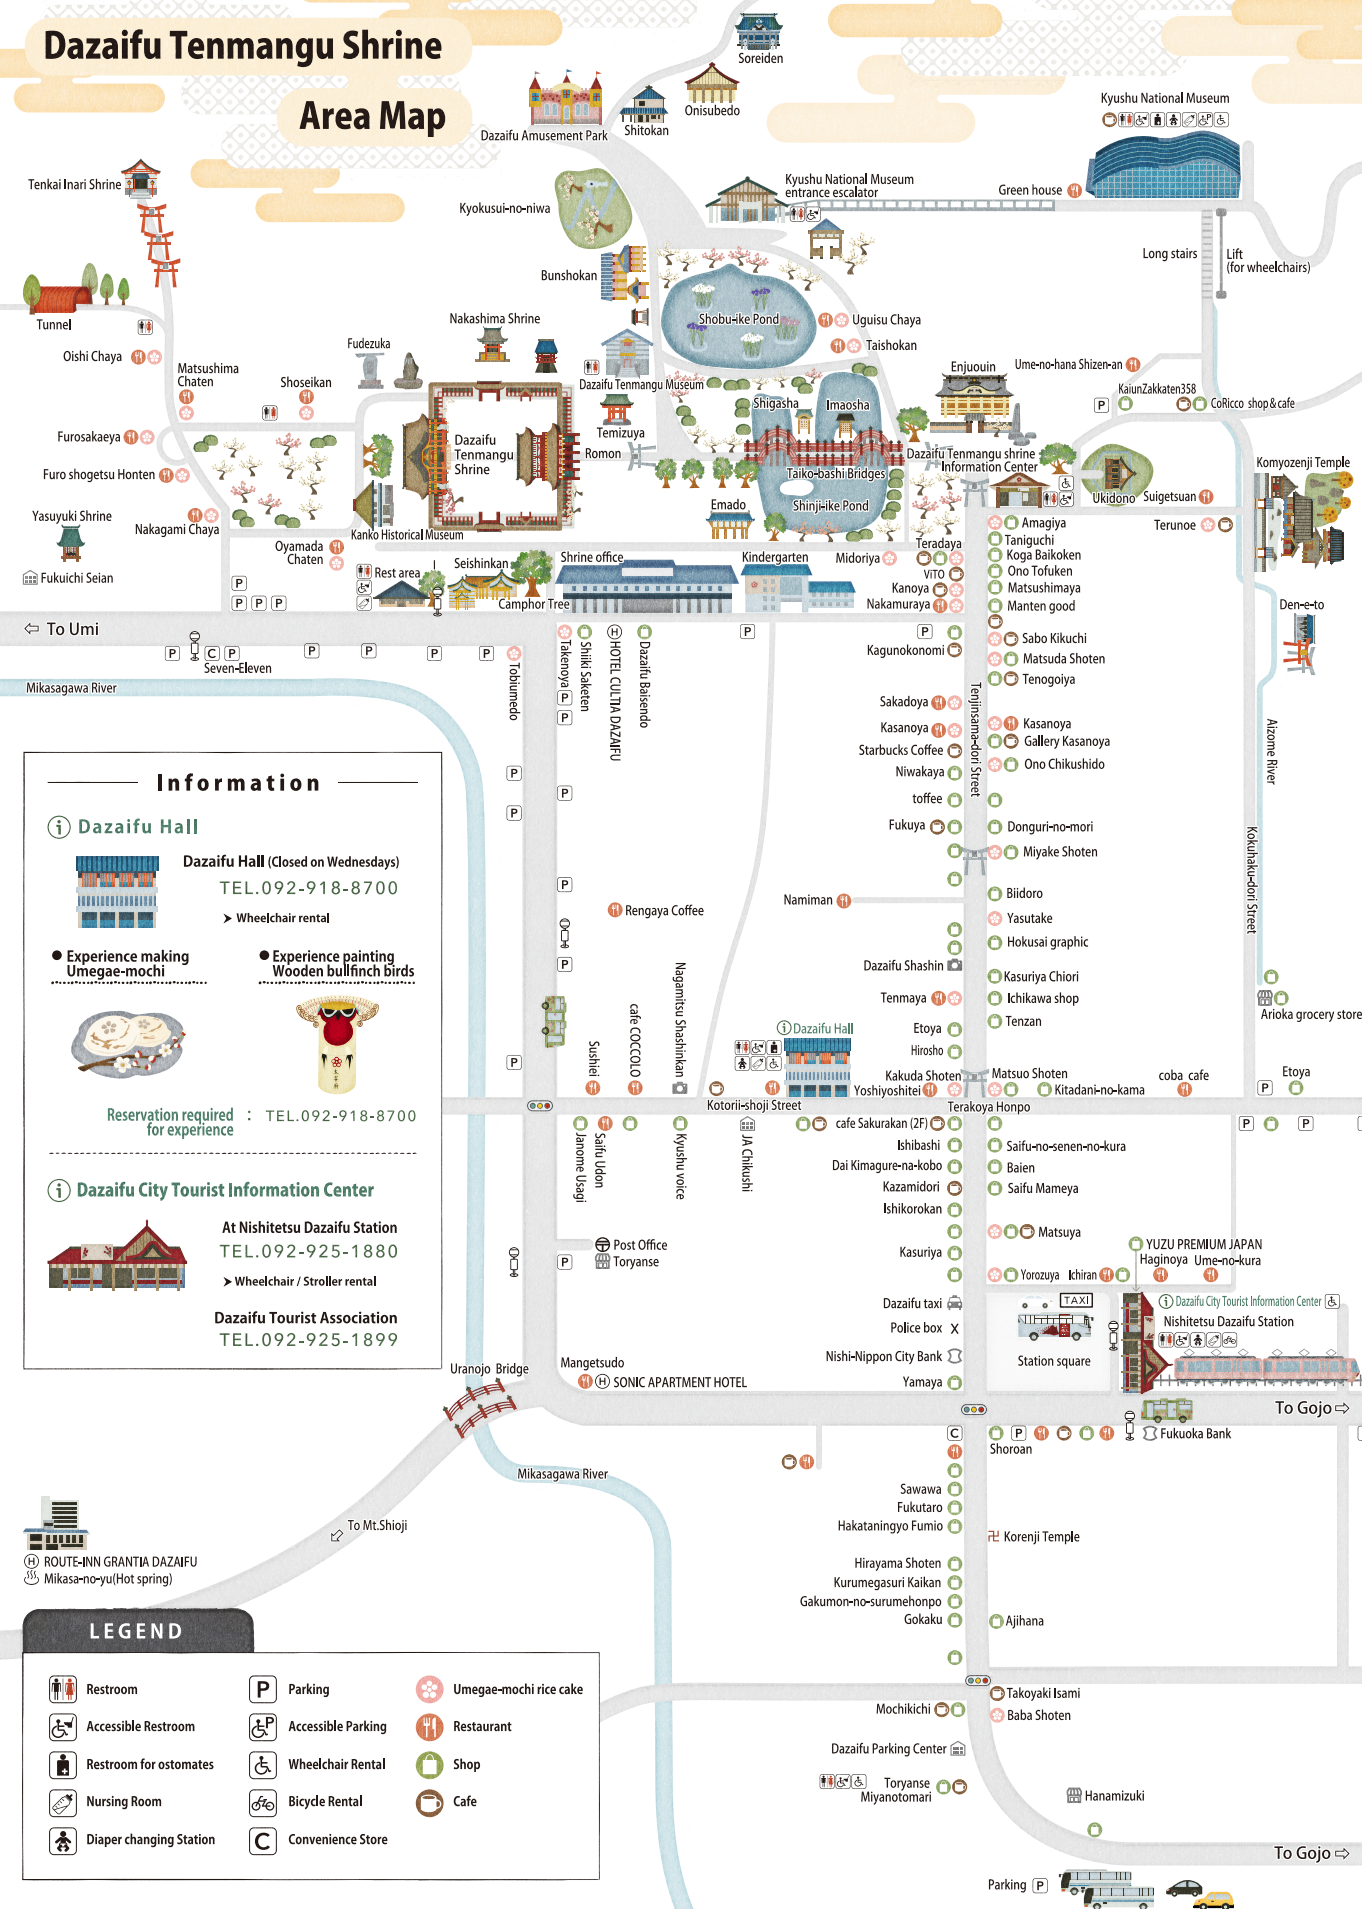 Dazaifu Tenmangu Shrine
Area Map
Soreiden
Dazaifu Amusement Park
Shitokan
Onisubedo
Kyushu National Museum
Tenkai Inari Shrine
Kyokusui-no-niwa
Kyushu National Museum
entrance escalator
Green house
Bunshokan
Long stairs
Lift
(for wheelchairs)
Tunnel
Oishi Chaya
Nakashima Shrine
Fudezuka
Shobu-ike Pond
Uguisu Chaya
Taishokan
Matsushima
Chaten
Shoseikan
Dazaifu Tenmangu Museum
Enjuouin
Ume-no-hana Shizen-an
P
KaiunZakkaten358
CoRicco shop & cafe
Shigasha
Imaosha
Temizuya
Furosakaeya
Dazaifu
Tenmangu
Shrine
Romon
Dazaifu Tenmangu shrine
Information Center
Taiko-bashi Bridges
Komyozenji Temple
Furo shogetsu Honten
Ukidono
Suigetsuan
Emado
Shinji-ike Pond
Yasuyuki Shrine
Nakagami Chaya
Kanko Historical Museum
Amagiya
Terunoe
Taniguchi
Oyamada
Chaten
Teradaya
Koga Baikoken
Fukuichi Seian
Rest area
Seishinkan
Shrine office
Kindergarten
Midoriya
ViTO
Ono Tofuken
P
P P P
Camphor Tree
Kanoya
Matsushimaya
Nakamuraya
Manten good
Den-e-to
To Umi
P
P
Sabo Kikuchi
P
C
P
P
P
P
P
Seven-Eleven
Kagunokonomi
Matsuda Shoten
Tenogoiya
Mikasagawa River
Tobiumedo
Takenoya
Shiiki Saketen
H HOTEL CULTIA DAZAIFU
Dazaifu Baisendo
P
P
Sakadoya
Tenjinsama-dori Street
Kasanoya
Kasanoya
Gallery Kasanoya
Starbucks Coffee
Ono Chikushido
Aizome River
Niwakaya
P
P
P
toffee
Fukuya
Donguri-no-mori
Miyake Shoten
Kokuhaku-dori Street
P
Namiman
Biidoro
Rengaya Coffee
Yasutake
Hokusai graphic
P
Dazaifu Shashin
Kasuriya Chiori
Tenmaya
Ichikawa shop
Arioka grocery store
Tenzan
Dazaifu Hall
Etoya
Hirosho
P
Sushiei
cafe COCCOLO
Nagamitsu Shashinkan
Kakuda Shoten
Matsuo Shoten
coba cafe
Etoya
Yoshiyoshitei
Kitadani-no-kama
P
Kotorii-shoji Street
Terakoya Honpo
cafe Sakurakan (2F)
P
P
Janome Usagi
Saifu Udon
Kyushu voice
JA Chikushi
Ishibashi
Saifu-no-senen-no-kura
Dai Kimagure-na-kobo
Baien
Kazamidori
Saifu Mameya
Ishikorokan
Matsuya
Post Office
P
Toryanse
Kasuriya
YUZU PREMIUM JAPAN
Haginoya
Ume-no-kura
Yorozuya
Ichiran
Dazaifu taxi
TAXI
Dazaifu City Tourist Information Center
Police box X
Nishitetsu Dazaifu Station
Nishi-Nippon City Bank
Station square
Uranojo Bridge
Mangetsudo
H SONIC APARTMENT HOTEL
Yamaya
To Gojo
C
P
Fukuoka Bank
Shoroan
Mikasagawa River
Sawawa
Fukutaro
Hakataningyo Fumio
Korenji Temple
To Mt.Shioji
Hirayama Shoten
Kurumegasuri Kaikan
Gakumon-no-surumehonpo
Gokaku
Ajihana
H ROUTE-INN GRANTIA DAZAIFU
Mikasa-no-yu(Hot spring)
Takoyaki Isami
Mochikichi
Baba Shoten
Dazaifu Parking Center
Toryanse
Miyanotomari
Hanamizuki
To Gojo
Parking P
Information
i Dazaifu Hall
Dazaifu Hall (Closed on Wednesdays)
TEL.092-918-8700
➤ Wheelchair rental
● Experience making
Umegae-mochi
● Experience painting
Wooden bullfinch birds
Reservation required
for experience
: TEL.092-918-8700
i Dazaifu City Tourist Information Center
At Nishitetsu Dazaifu Station
TEL.092-925-1880
➤ Wheelchair / Stroller rental
Dazaifu Tourist Association
TEL.092-925-1899
LEGEND
Restroom
P Parking
Umegae-mochi rice cake
Accessible Restroom
P Accessible Parking
Restaurant
Restroom for ostomates
Wheelchair Rental
Shop
Nursing Room
Bicycle Rental
Cafe
Diaper changing Station
C Convenience Store